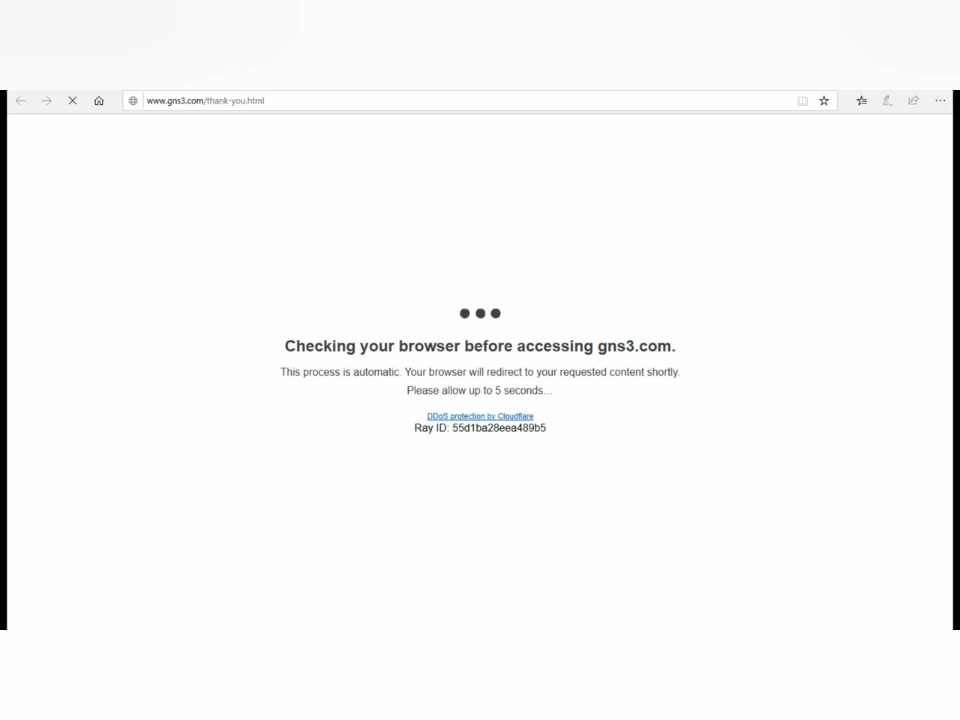 www.gns3.com/thank-you.html
Checking your browser before accessing gns3.com.
This process is automatic. Your browser will redirect to your requested content shortly.
Please allow up to 5 seconds...
DDoS protection by Cloudflare
Ray ID: 55d1ba28eea489b5